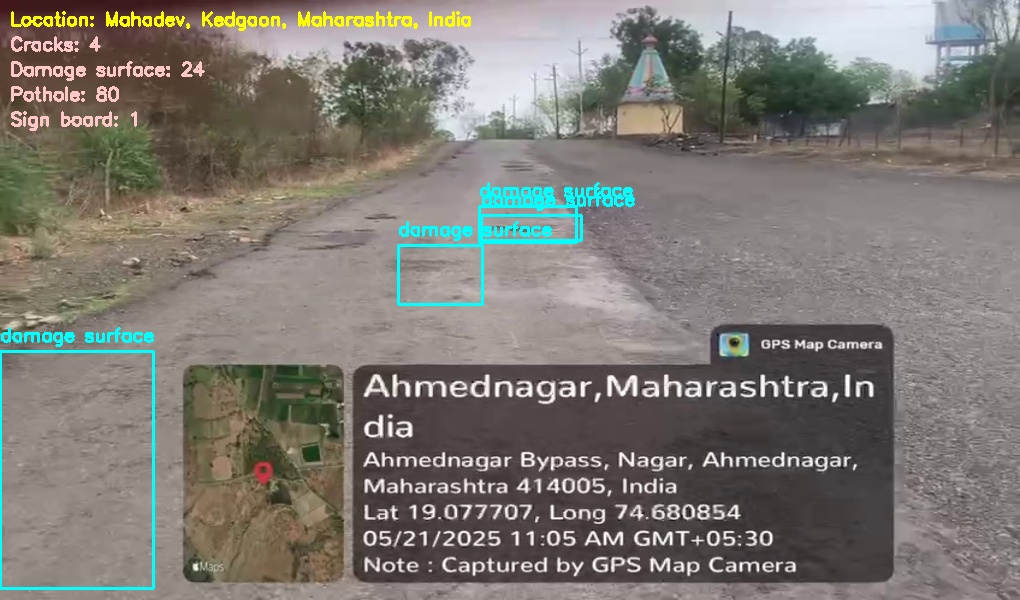 Location: Mahadev, Kedgaon, Maharashtra, India
Cracks: 4
Damage surface: 24
Pothole: 80
Sign board: 1
damage surface
damage surface
damage surface
damage surface
GPS Map Camera
Ahmednagar,Maharashtra,In
dia
Ahmednagar Bypass, Nagar, Ahmednagar,
Maharashtra 414005, India
Lat 19.077707, Long 74.680854
05/21/2025 11:05 AM GMT+05:30
Note : Captured by GPS Map Camera
Maps